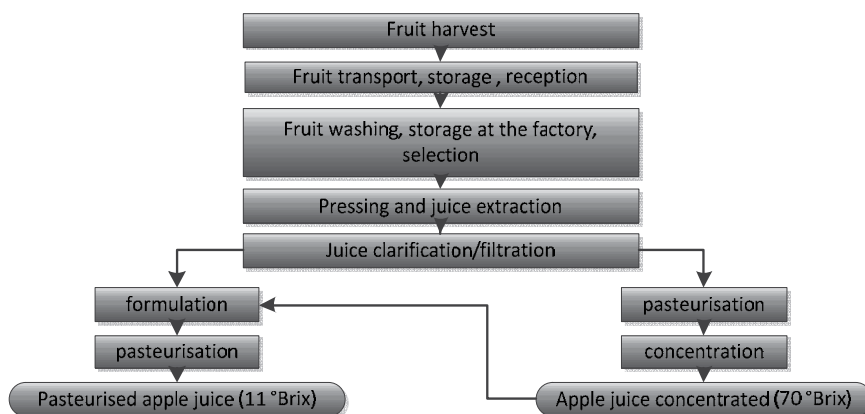 Fruit harvest
Fruit transport, storage , reception
Fruit washing, storage at the factory,
selection
Pressing and juice extraction
Juice clarification/filtration
formulation
pasteurisation
pasteurisation
concentration
Pasteurised apple juice (11 °Brix)
Apple juice concentrated (70 °Brix)